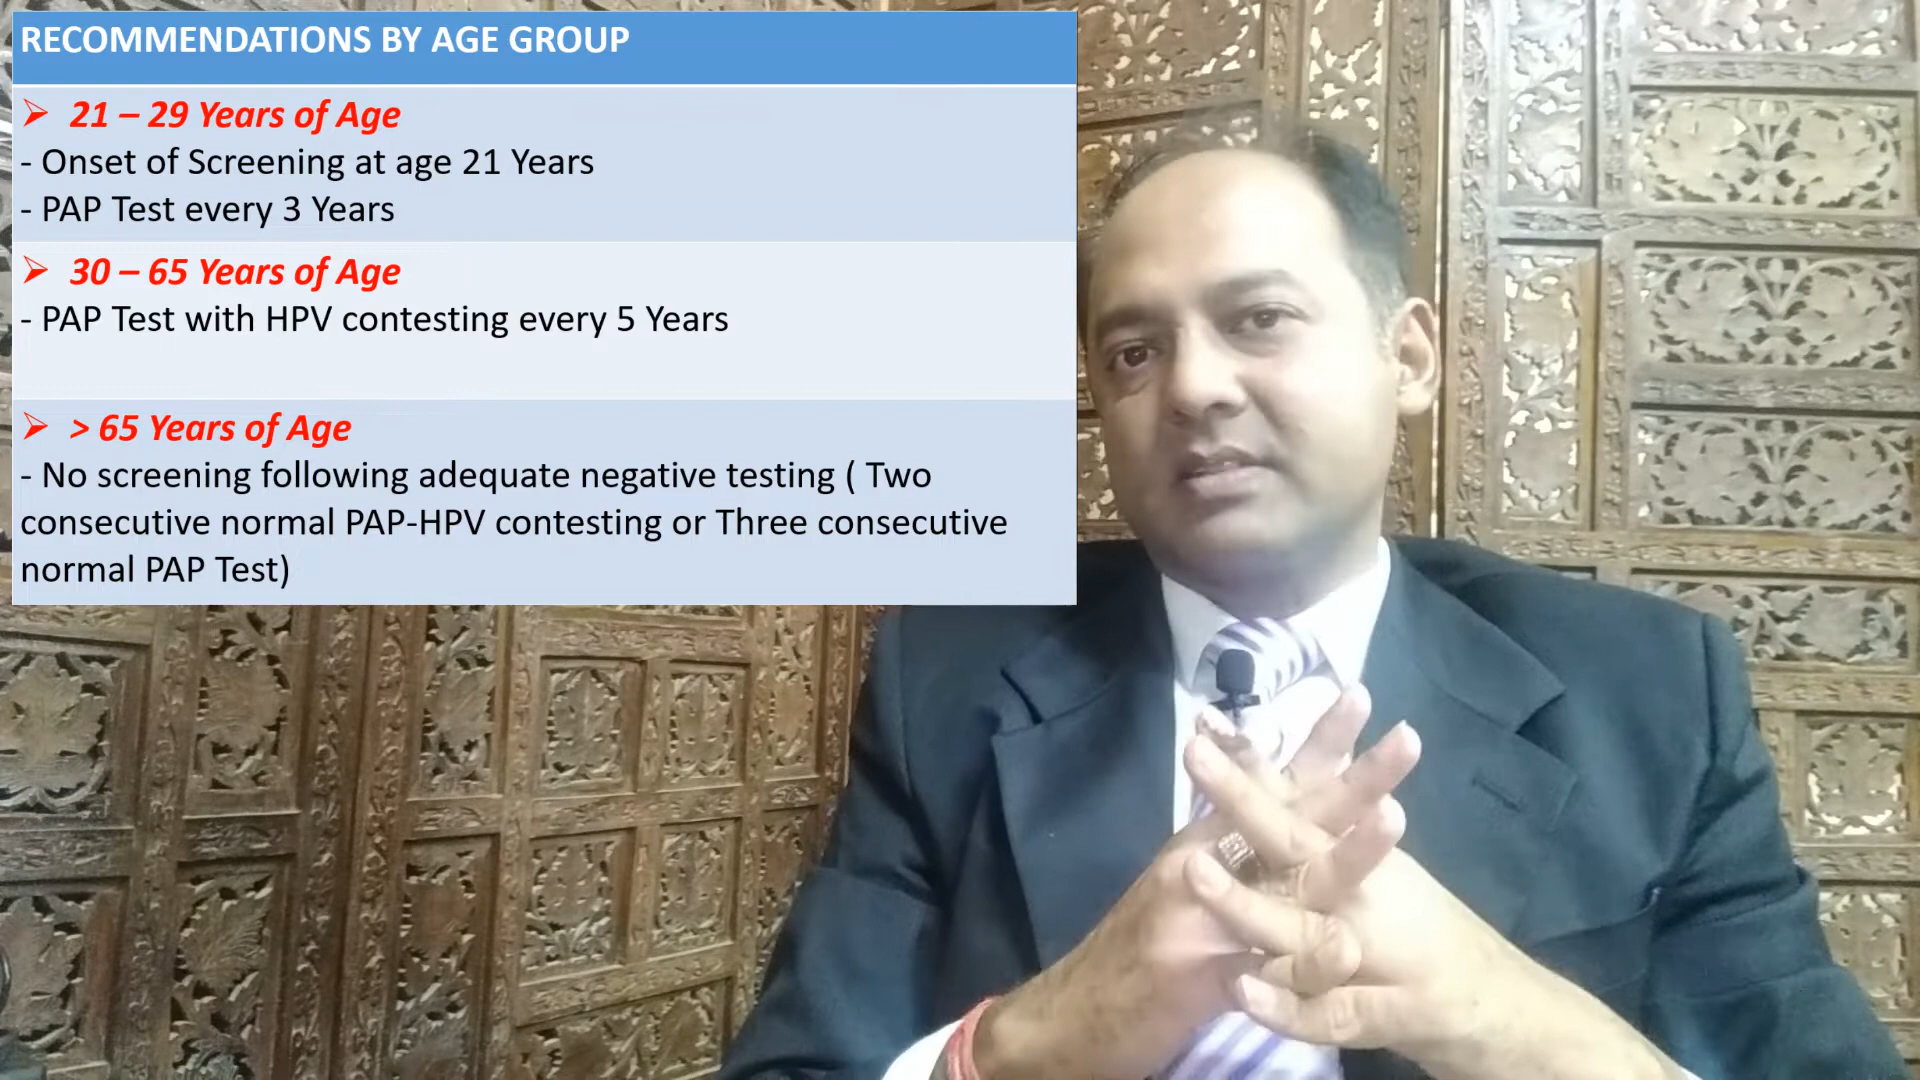 RECOMMENDATIONS BY AGE GROUP
➢ 21 – 29 Years of Age
- Onset of Screening at age 21 Years
- PAP Test every 3 Years
➢ 30 – 65 Years of Age
- PAP Test with HPV contesting every 5 Years
➢ > 65 Years of Age
- No screening following adequate negative testing ( Two
consecutive normal PAP-HPV contesting or Three consecutive
normal PAP Test)